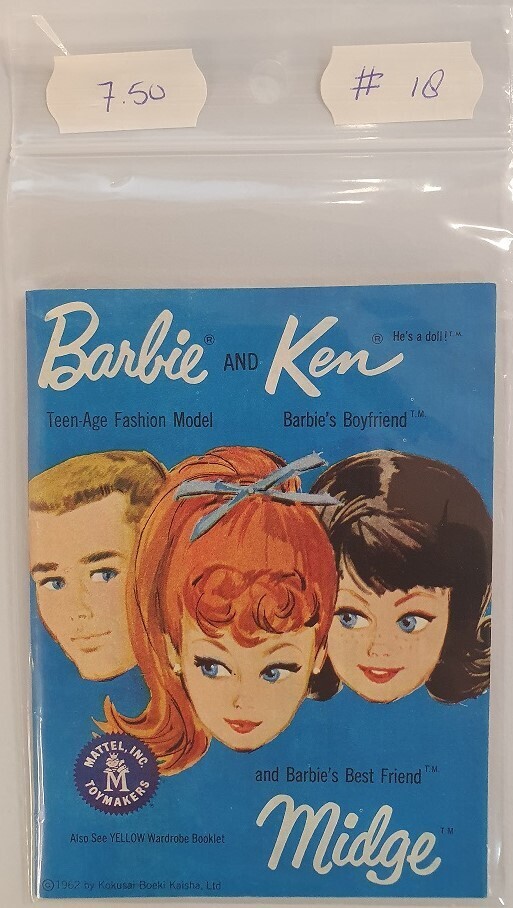 7.50
# 18
Barbie® AND Ken® He's a doll!™
Teen-Age Fashion Model
Barbie's Boyfriend™
MATTEL, INC.
M
TOYMAKERS
and Barbie's Best Friend™
Midge™
Also See YELLOW Wardrobe Booklet
©1962 by Kokusai Boeki Kaisha, Ltd